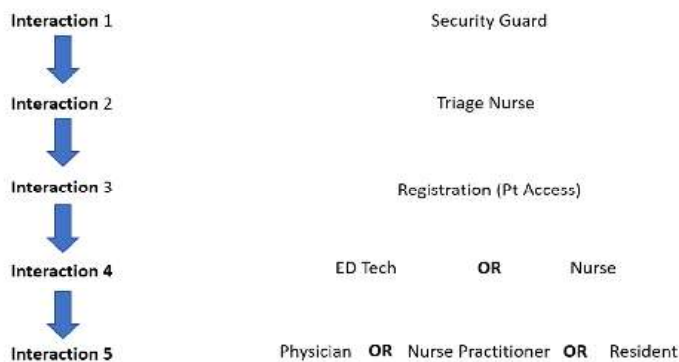 Interaction 1 Security Guard
Interaction 2 Triage Nurse
Interaction 3 Registration (Pt Access)
Interaction 4 ED Tech OR Nurse
Interaction 5 Physician OR Nurse Practitioner OR Resident